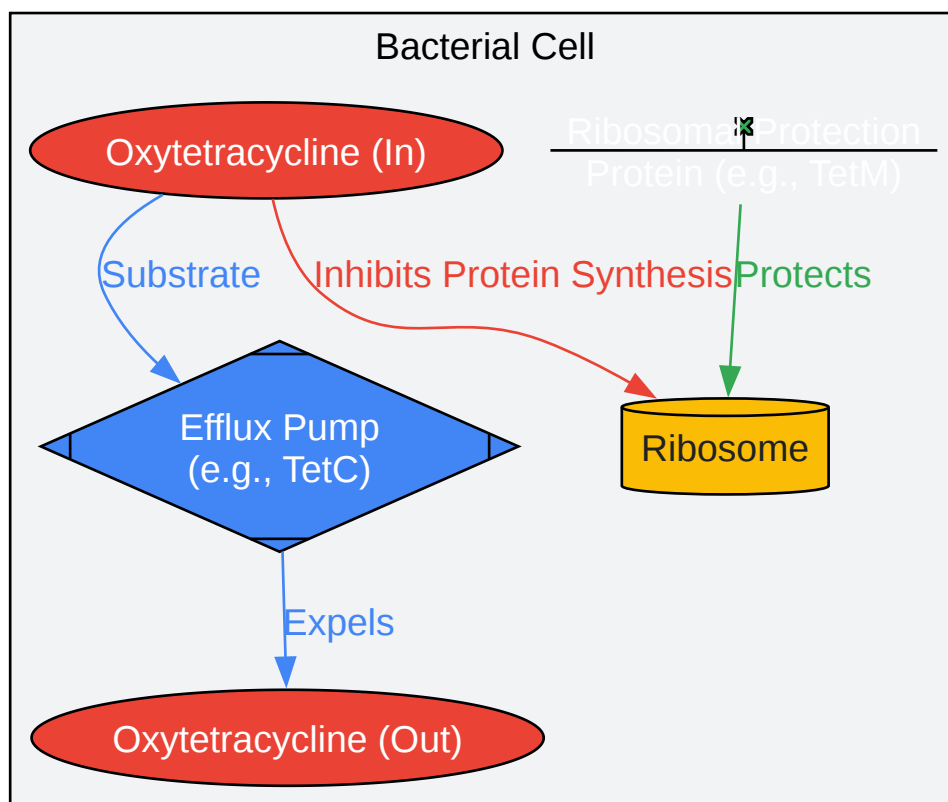 Bacterial Cell
Oxytetracycline (In)
Ribosomal Protection
Protein (e.g., TetM)
Substrate
Inhibits Protein Synthesis
Protects
Efflux Pump
(e.g., TetC)
Ribosome
Expels
Oxytetracycline (Out)